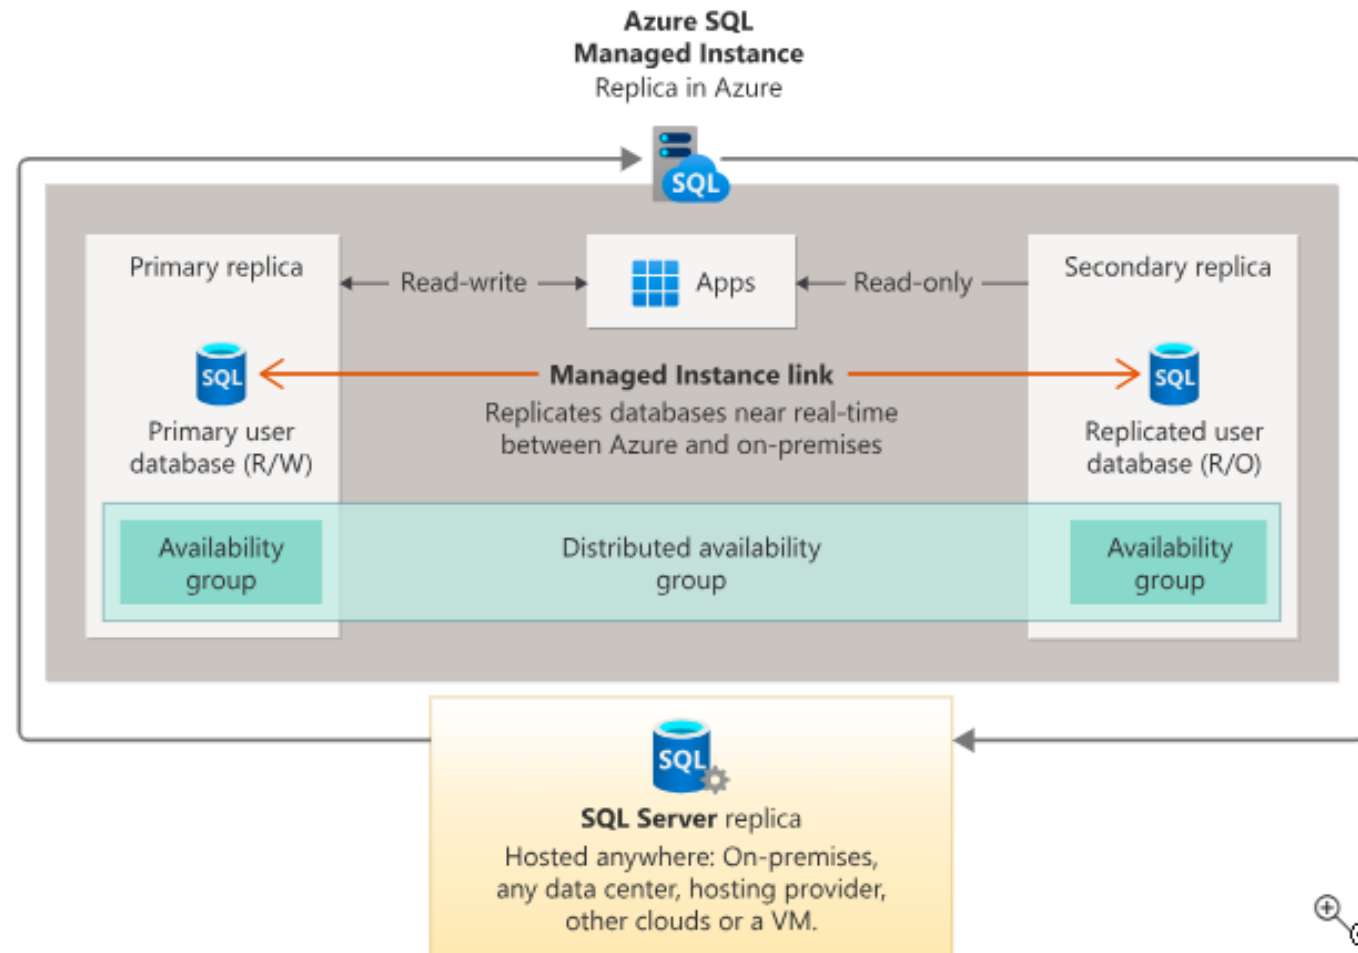 Azure SQL
Managed Instance
Replica in Azure
SQL
Primary replica
Read-write
Apps
Read-only
Secondary replica
SQL
Managed Instance link
SQL
Replicates databases near real-time
between Azure and on-premises
Primary user
database (R/W)
Replicated user
database (R/O)
Availability
group
Distributed availability
group
Availability
group
SQL
SQL Server replica
Hosted anywhere: On-premises,
any data center, hosting provider,
other clouds or a VM.